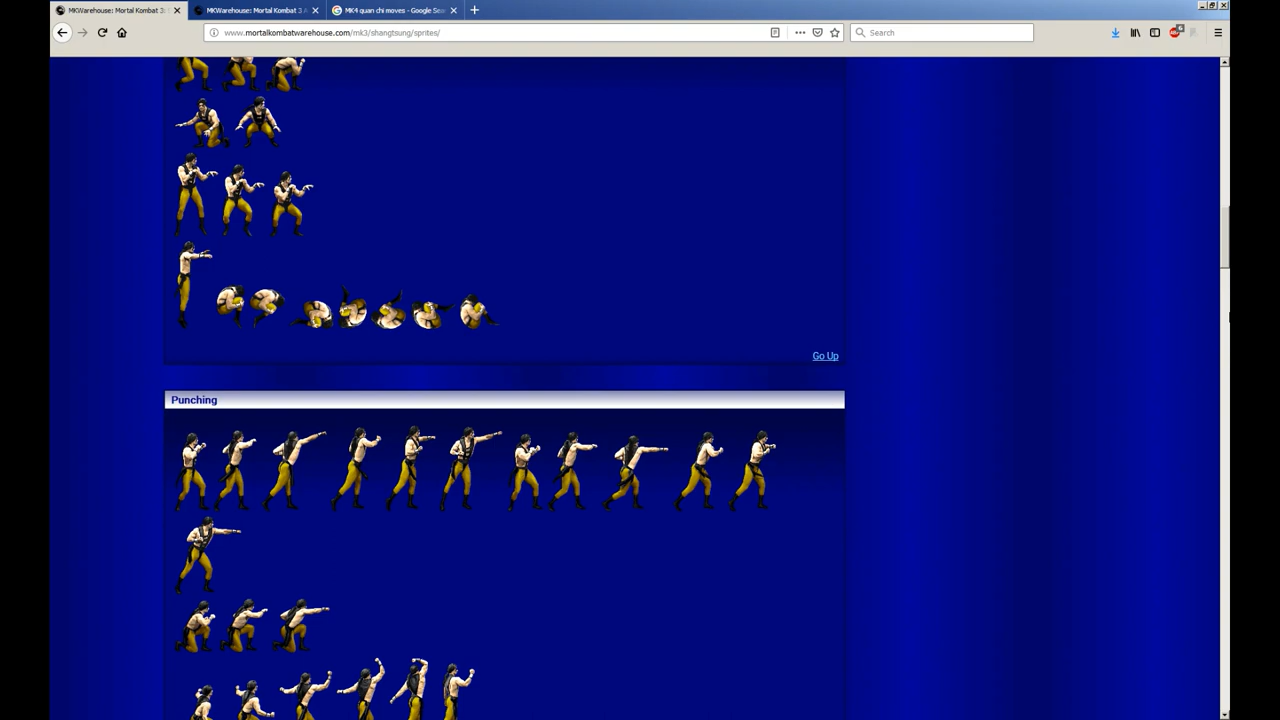 MKWarehouse: Mortal Kombat 3: S
MKWarehouse: Mortal Kombat 3 A
MK4 quan chi moves - Google Sea
www.mortalkombatwarehouse.com/mk3/shangtsung/sprites/
Search
6
Go Up
Punching